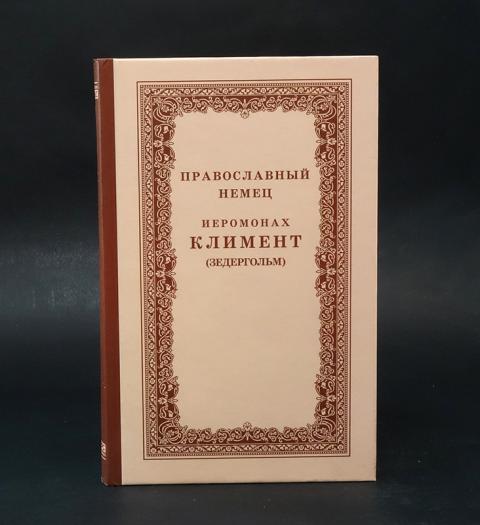 ПРАВОСЛАВНЫЙ
НЕМЕЦ
ИЕРОМОНАХ
КЛИМЕНТ
(ЗЕДЕРГОЛЬМ)